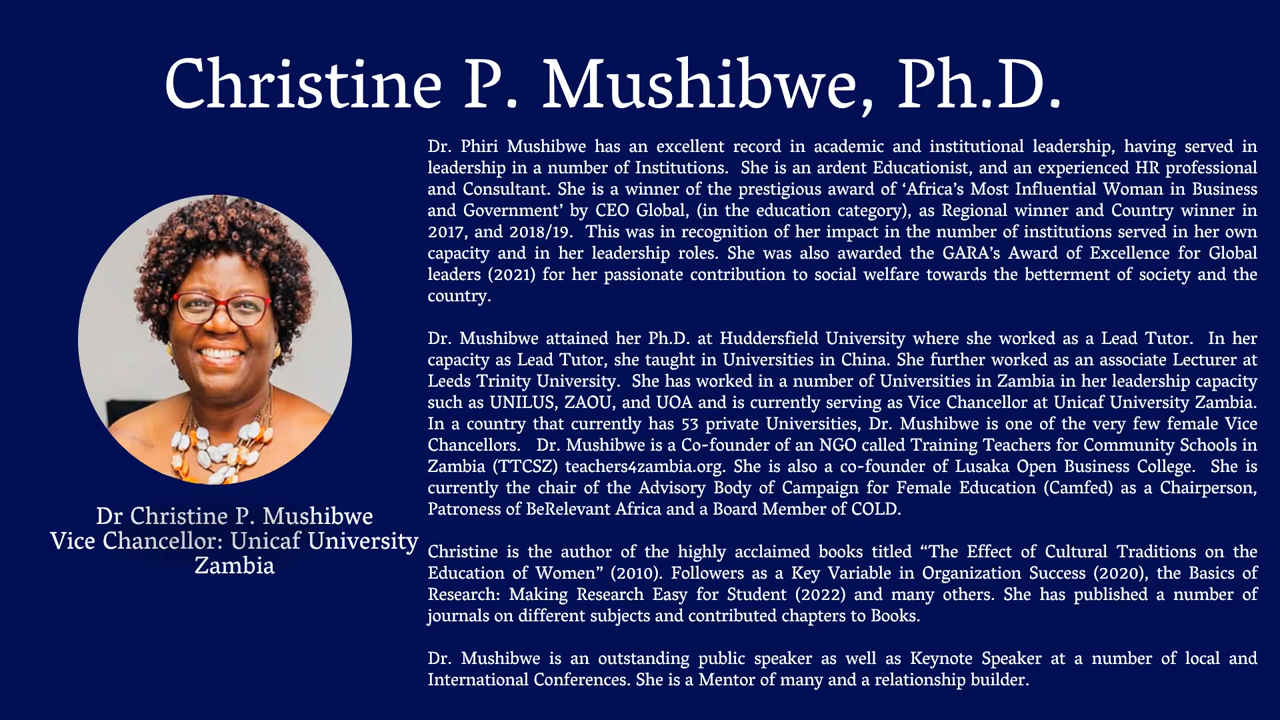 Christine P. Mushibwe, Ph.D.
Dr. Phiri Mushibwe has an excellent record in academic and institutional leadership, having served in
leadership in a number of Institutions. She is an ardent Educationist, and an experienced HR professional
and Consultant. She is a winner of the prestigious award of ‘Africa’s Most Influential Woman in Business
and Government’ by CEO Global, (in the education category), as Regional winner and Country winner in
2017, and 2018/19. This was in recognition of her impact in the number of institutions served in her own
capacity and in her leadership roles. She was also awarded the GARA’s Award of Excellence for Global
leaders (2021) for her passionate contribution to social welfare towards the betterment of society and the
country.
Dr. Mushibwe attained her Ph.D. at Huddersfield University where she worked as a Lead Tutor. In her
capacity as Lead Tutor, she taught in Universities in China. She further worked as an associate Lecturer at
Leeds Trinity University. She has worked in a number of Universities in Zambia in her leadership capacity
such as UNILUS, ZAOU, and UOA and is currently serving as Vice Chancellor at Unicaf University Zambia.
In a country that currently has 53 private Universities, Dr. Mushibwe is one of the very few female Vice
Chancellors. Dr. Mushibwe is a Co-founder of an NGO called Training Teachers for Community Schools in
Zambia (TTCSZ) teachers4zambia.org. She is also a co-founder of Lusaka Open Business College. She is
currently the chair of the Advisory Body of Campaign for Female Education (Camfed) as a Chairperson,
Patroness of BeRelevant Africa and a Board Member of COLD.
Christine is the author of the highly acclaimed books titled “The Effect of Cultural Traditions on the
Education of Women” (2010). Followers as a Key Variable in Organization Success (2020), the Basics of
Research: Making Research Easy for Student (2022) and many others. She has published a number of
journals on different subjects and contributed chapters to Books.
Dr. Mushibwe is an outstanding public speaker as well as Keynote Speaker at a number of local and
International Conferences. She is a Mentor of many and a relationship builder.
Dr Christine P. Mushibwe
Vice Chancellor: Unicaf University
Zambia